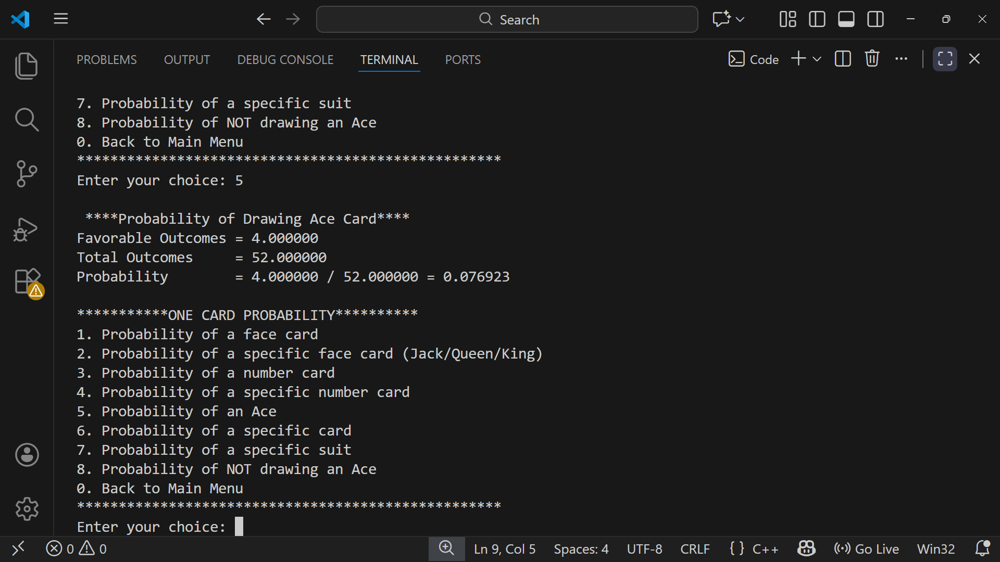 Search
PROBLEMS OUTPUT DEBUG CONSOLE TERMINAL PORTS Code
7. Probability of a specific suit
8. Probability of NOT drawing an Ace
0. Back to Main Menu
***************************************************
Enter your choice: 5
****Probability of Drawing Ace Card****
Favorable Outcomes = 4.000000
Total Outcomes     = 52.000000
Probability        = 4.000000 / 52.000000 = 0.076923
***********ONE CARD PROBABILITY**********
1. Probability of a face card
2. Probability of a specific face card (Jack/Queen/King)
3. Probability of a number card
4. Probability of a specific number card
5. Probability of an Ace
6. Probability of a specific card
7. Probability of a specific suit
8. Probability of NOT drawing an Ace
0. Back to Main Menu
***************************************************
Enter your choice:
0 0 Ln 9, Col 5 Spaces: 4 UTF-8 CRLF { } C++ Go Live Win32